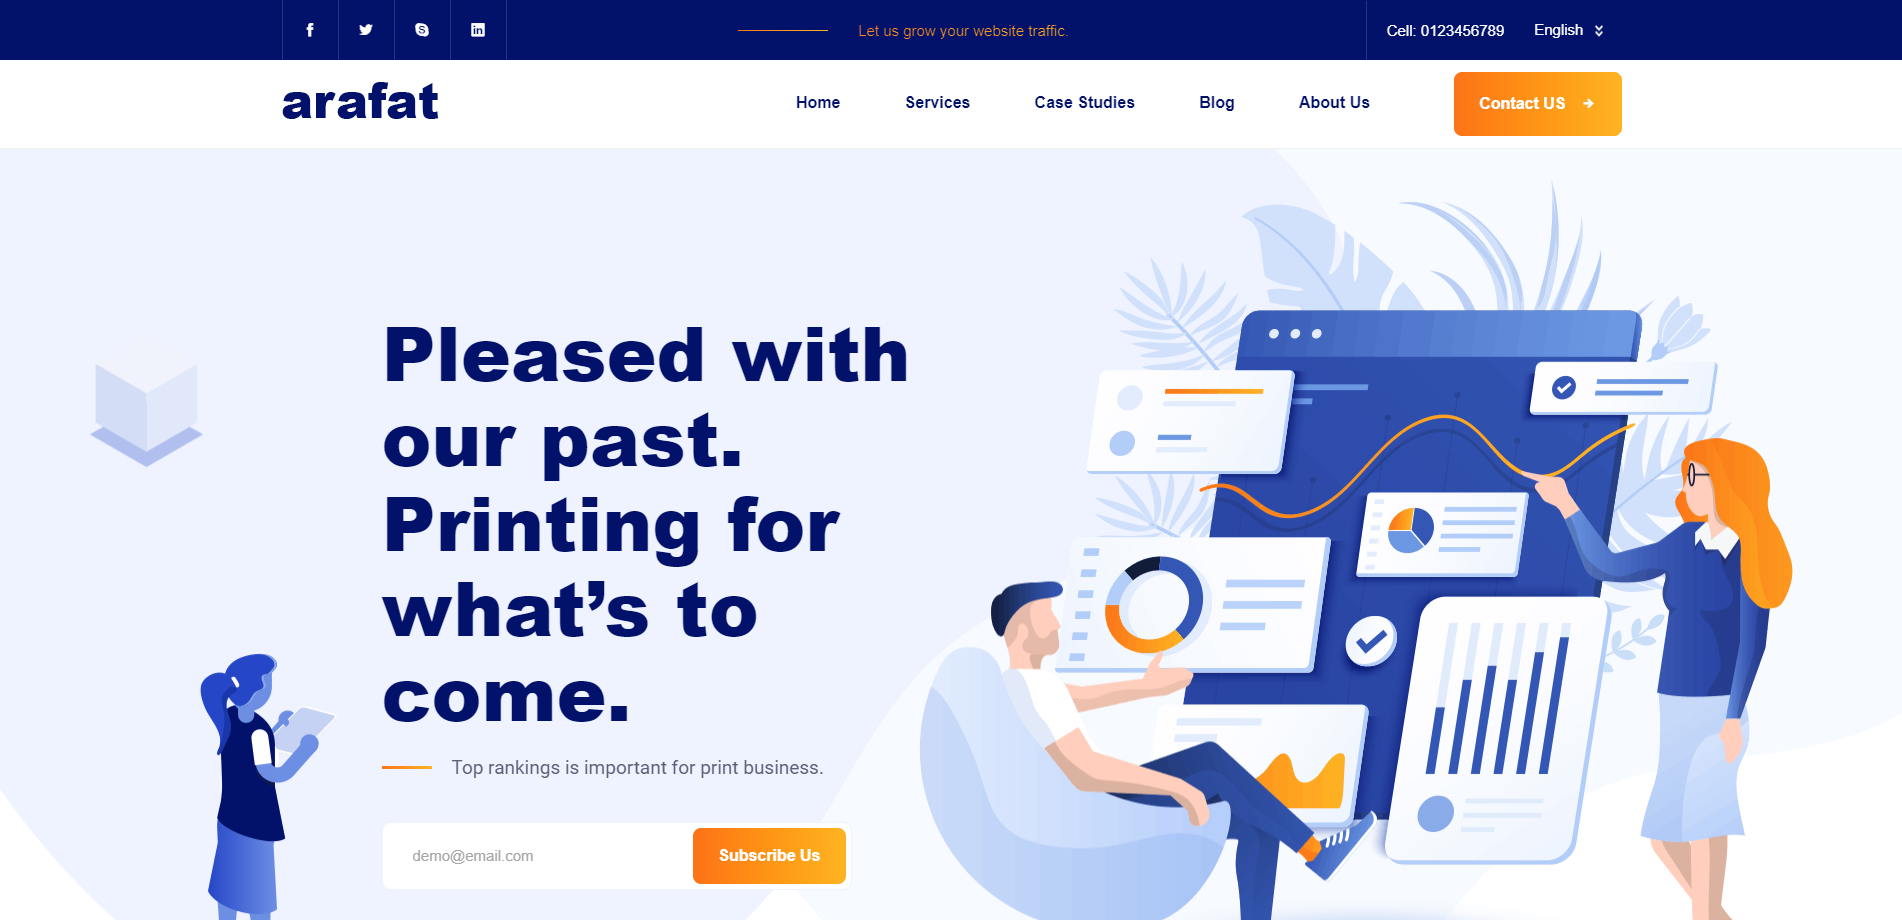 Let us grow your website traffic.
Cell: 0123456789
English
arafat
Home
Services
Case Studies
Blog
About Us
Contact US
Pleased with
our past.
Printing for
what’s to
come.
Top rankings is important for print business.
demo@email.com
Subscribe Us